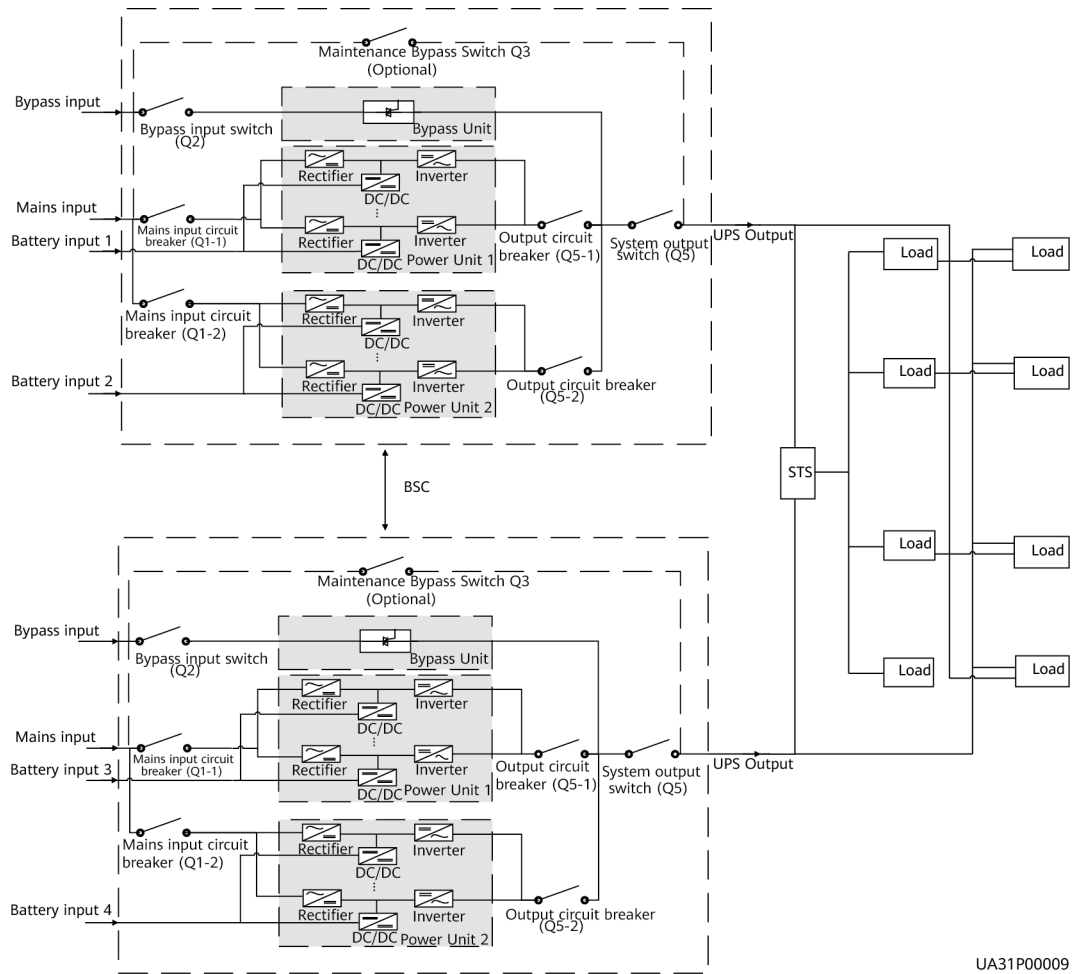 Maintenance Bypass Switch Q3
(Optional)
Bypass input
Bypass input switch
(Q2)
Bypass Unit
Rectifier
Inverter
DC/DC
Mains input
Mains input circuit
breaker (Q1-1)
Battery input 1
Rectifier
Inverter
DC/DC
Power Unit 1
Output circuit
breaker (Q5-1)
System output
switch (Q5)
UPS Output
Mains input circuit
breaker (Q1-2)
Rectifier
Inverter
DC/DC
Battery input 2
Rectifier
Inverter
DC/DC
Power Unit 2
Output circuit breaker
(Q5-2)
BSC
STS
Load
Load
Load
Load
Load
Load
Load
Load
Maintenance Bypass Switch Q3
(Optional)
Bypass input
Bypass input switch
(Q2)
Bypass Unit
Rectifier
Inverter
DC/DC
Mains input
Mains input circuit
breaker (Q1-1)
Battery input 3
Rectifier
Inverter
DC/DC
Power Unit 1
Output circuit
breaker (Q5-1)
System output
switch (Q5)
UPS Output
Mains input circuit
breaker (Q1-2)
Rectifier
Inverter
DC/DC
Battery input 4
Rectifier
Inverter
DC/DC
Power Unit 2
Output circuit breaker
(Q5-2)
UA31P00009